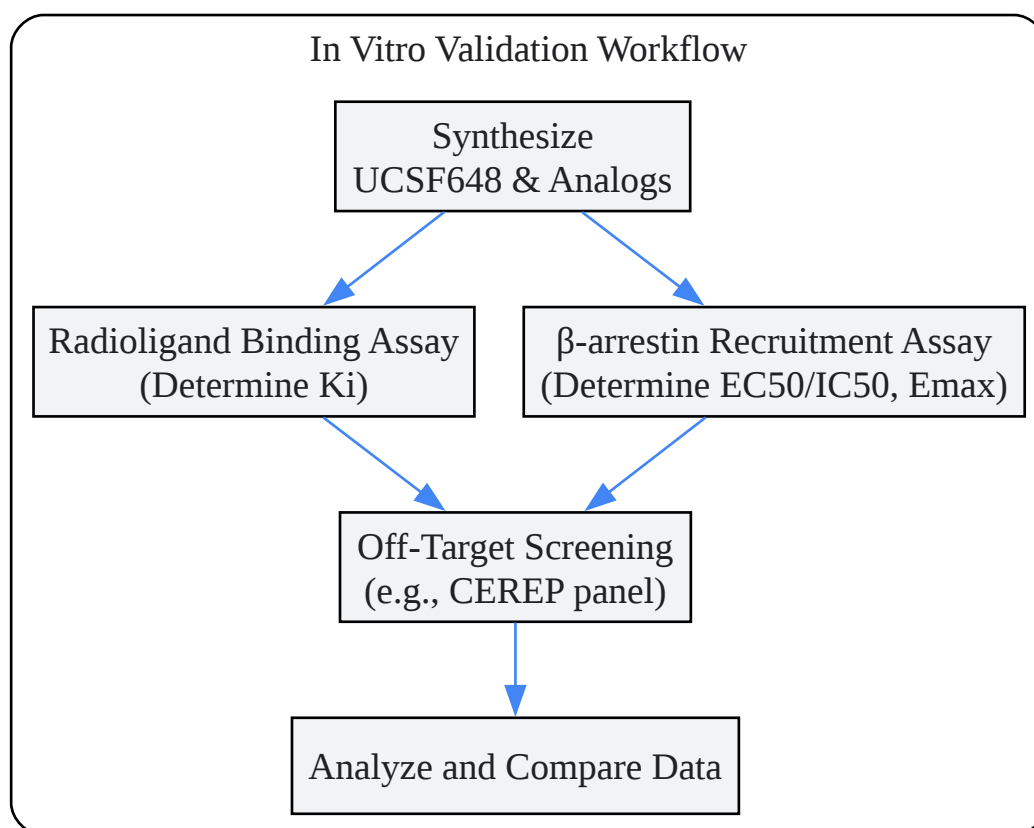 In Vitro Validation Workflow
Synthesize
UCSF648 & Analogs
Radioligand Binding Assay
(Determine Ki)
β-arrestin Recruitment Assay
(Determine EC50/IC50, Emax)
Off-Target Screening
(e.g., CEREP panel)
Analyze and Compare Data